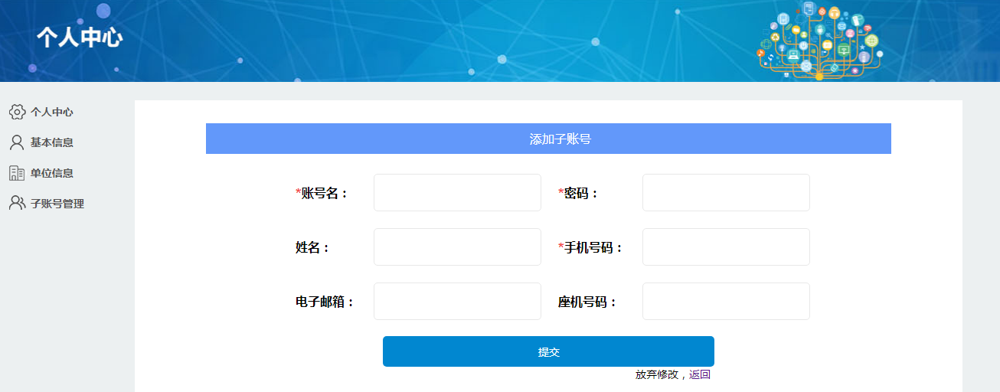 个人中心
个人中心
基本信息
单位信息
子账号管理
添加子账号
*账号名：
*密码：
姓名：
*手机号码：
电子邮箱：
座机号码：
提交
放弃修改，返回